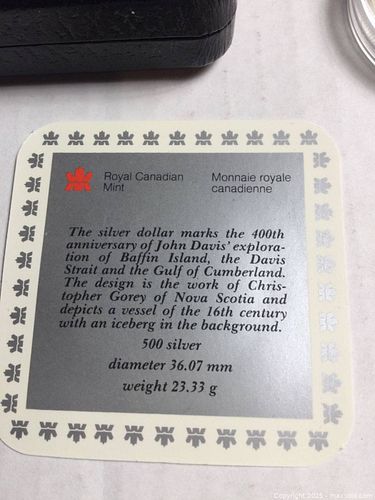 Royal Canadian Mint
Monnaie royale canadienne
The silver dollar marks the 400th
anniversary of John Davis' explora-
tion of Baffin Island, the Davis
Strait and the Gulf of Cumberland.
The design is the work of Chris-
topher Gorey of Nova Scotia and
depicts a vessel of the 16th century
with an iceberg in the background.
500 silver
diameter 36.07 mm
weight 23.33 g